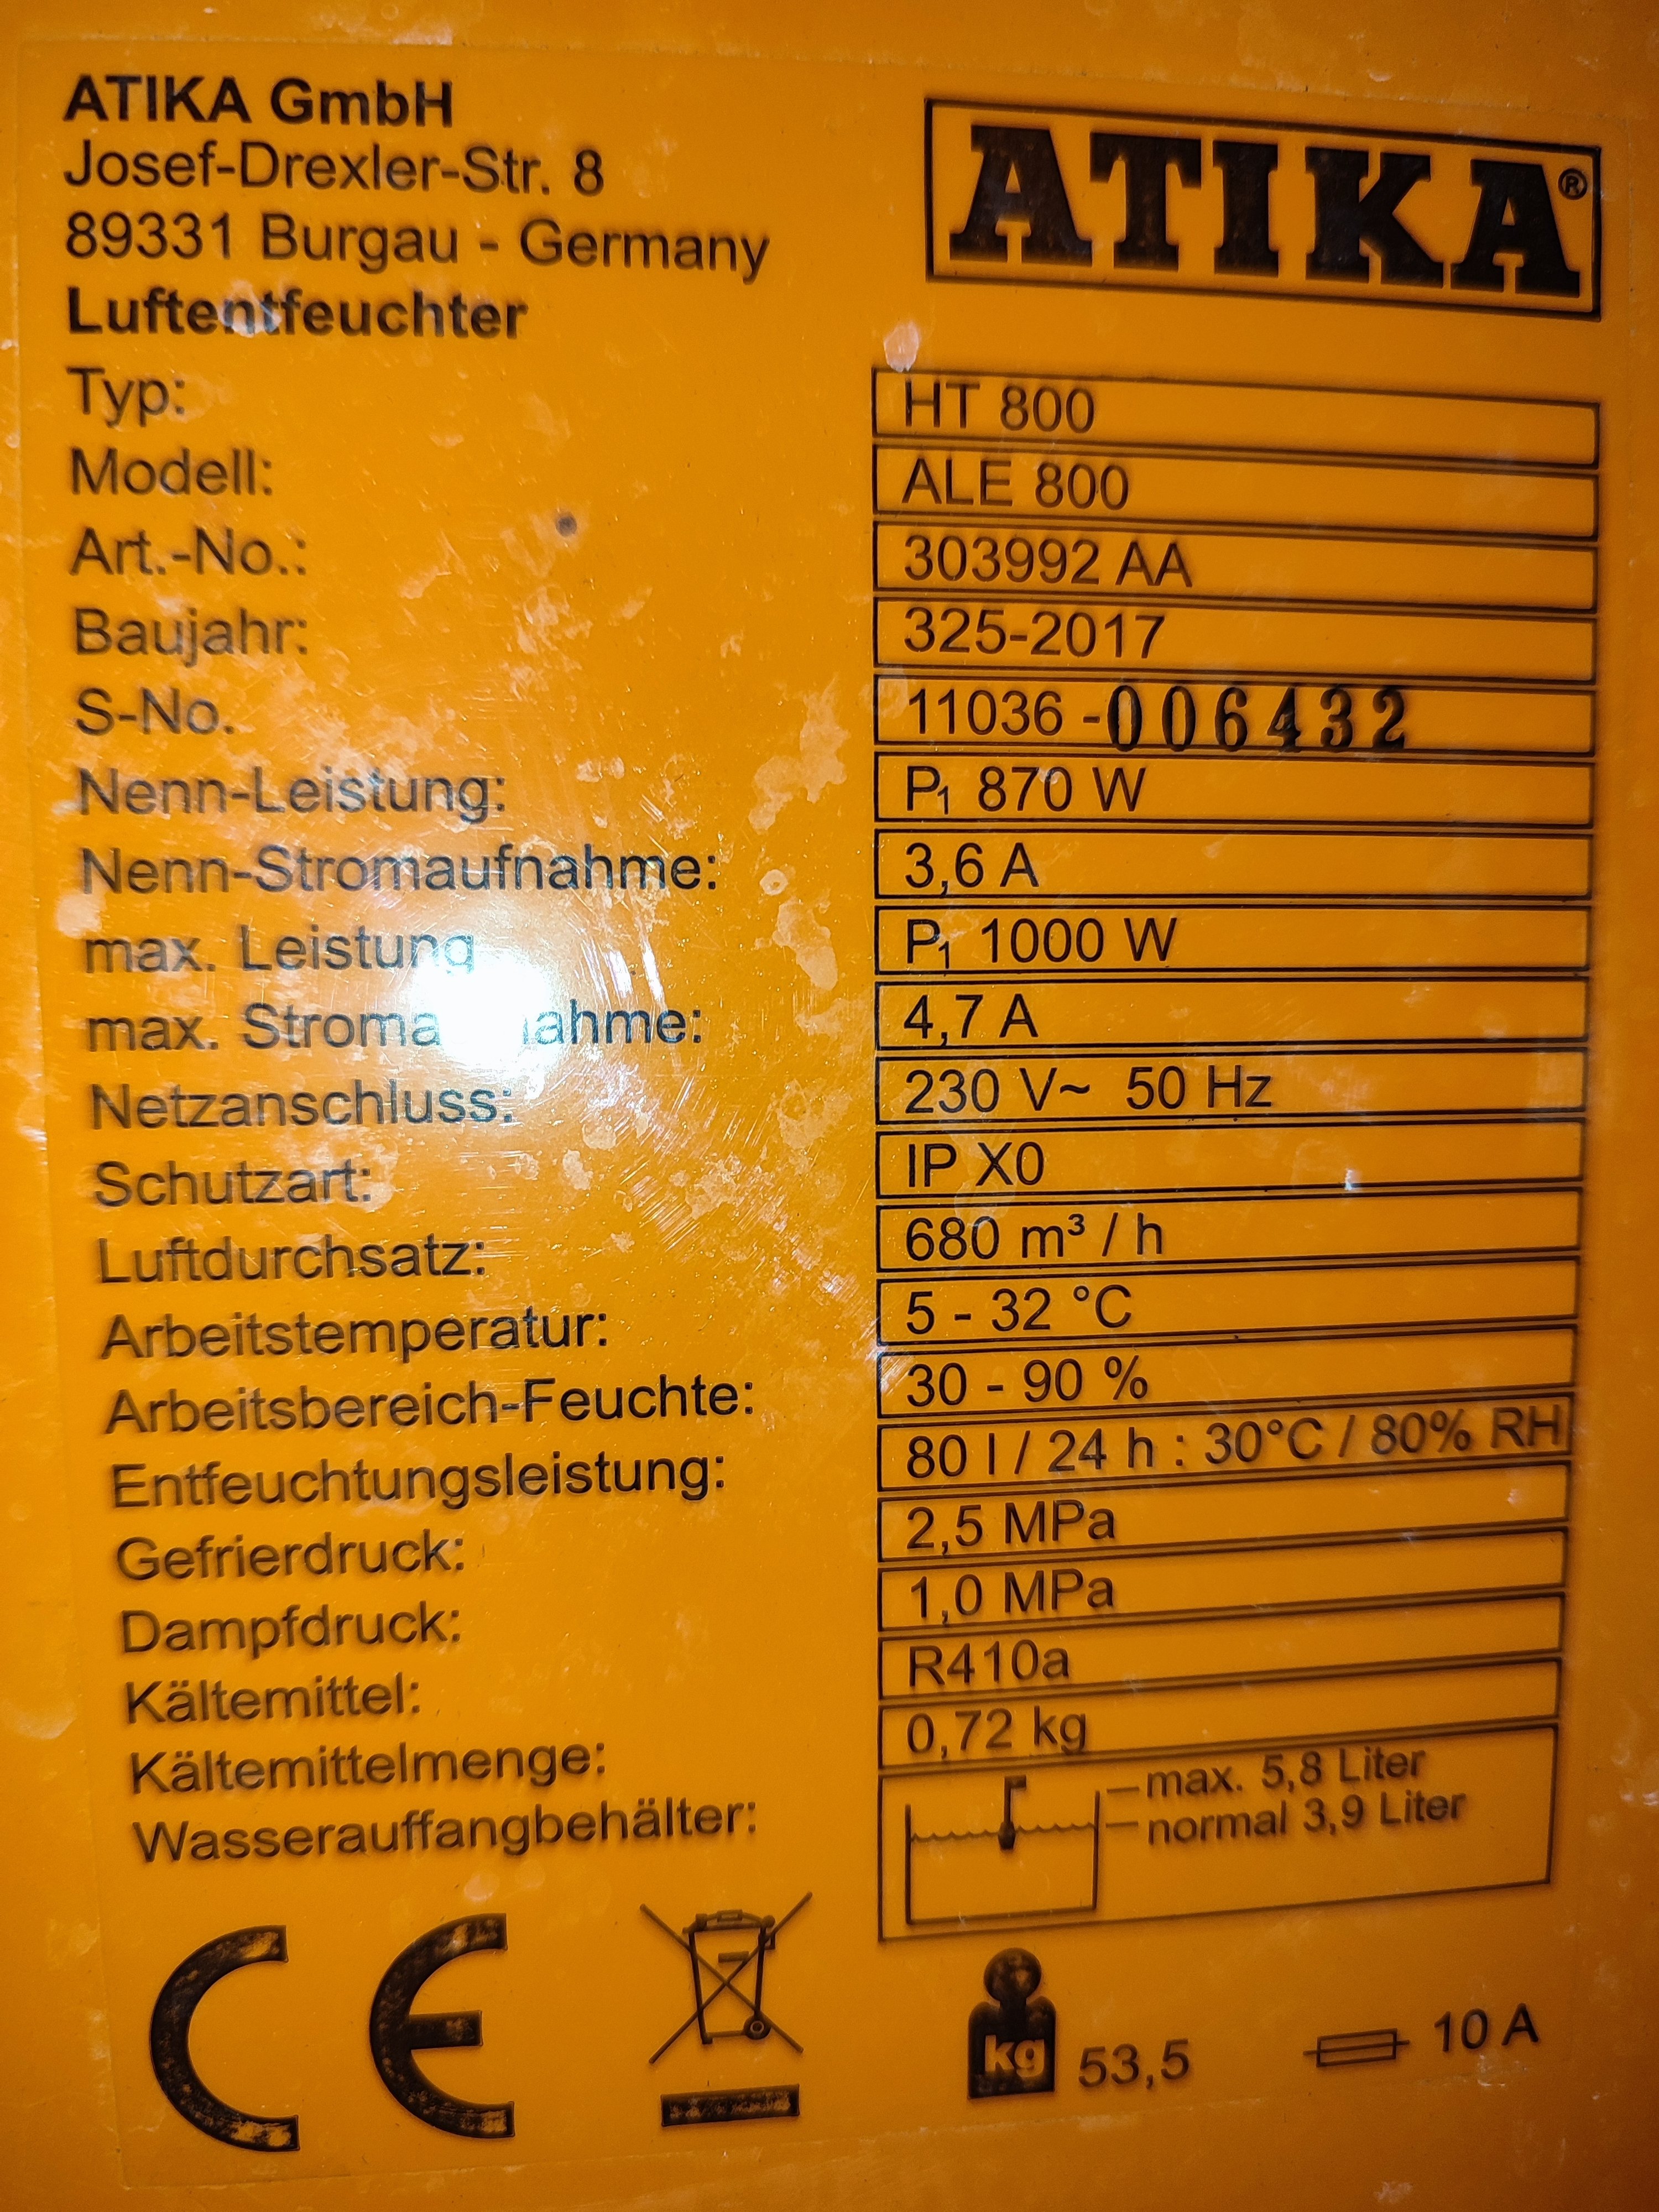 ATIKA GmbH
Josef-Drexler-Str. 8
89331 Burgau - Germany
ATIKA®
Luftentfeuchter
Typ: HT 800
Modell: ALE 800
Art.-No.: 303992 AA
Baujahr: 325-2017
S-No. 11036 -006432
Nenn-Leistung: P₁ 870 W
Nenn-Stromaufnahme: 3,6 A
max. Leistung P₁ 1000 W
max. 4,7 A
Netzanschluss: 230 V~ 50 Hz
Schutzart: IP X0
Luftdurchsatz: 680 m³ / h
Arbeitstemperatur: 5 - 32 °C
Arbeitsbereich-Feuchte: 30 - 90 %
Entfeuchtungsleistung: 80 l / 24 h : 30°C / 80% RH
Gefrierdruck: 2,5 MPa
Dampfdruck: 1,0 MPa
Kältemittel: R410a
Kältemittelmenge: 0,72 kg
Wasserauffangbehälter: max. 5,8 Liter
normal 3,9 Liter
CE kg 53,5 10 A